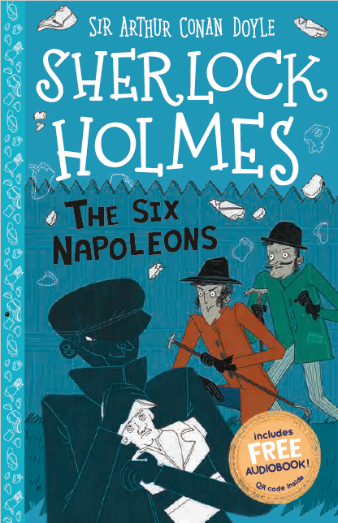 SIR ARTHUR CONAN DOYLE
SHERLOCK
HOLMES
THE SIX
NAPOLEONS
includes
FREE
AUDIOBOOK!
QR code inside